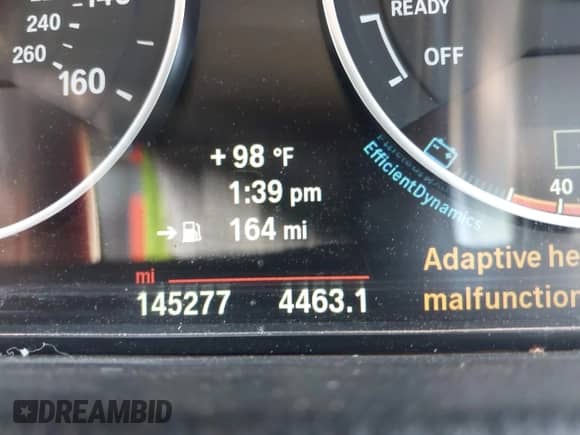 140
240
260
160
READY
OFF
+98 °F
1:39 pm
→ 164 mi
EfficientDynamics
40
mi
145277 4463.1
Adaptive he
malfunction
DREAMBID